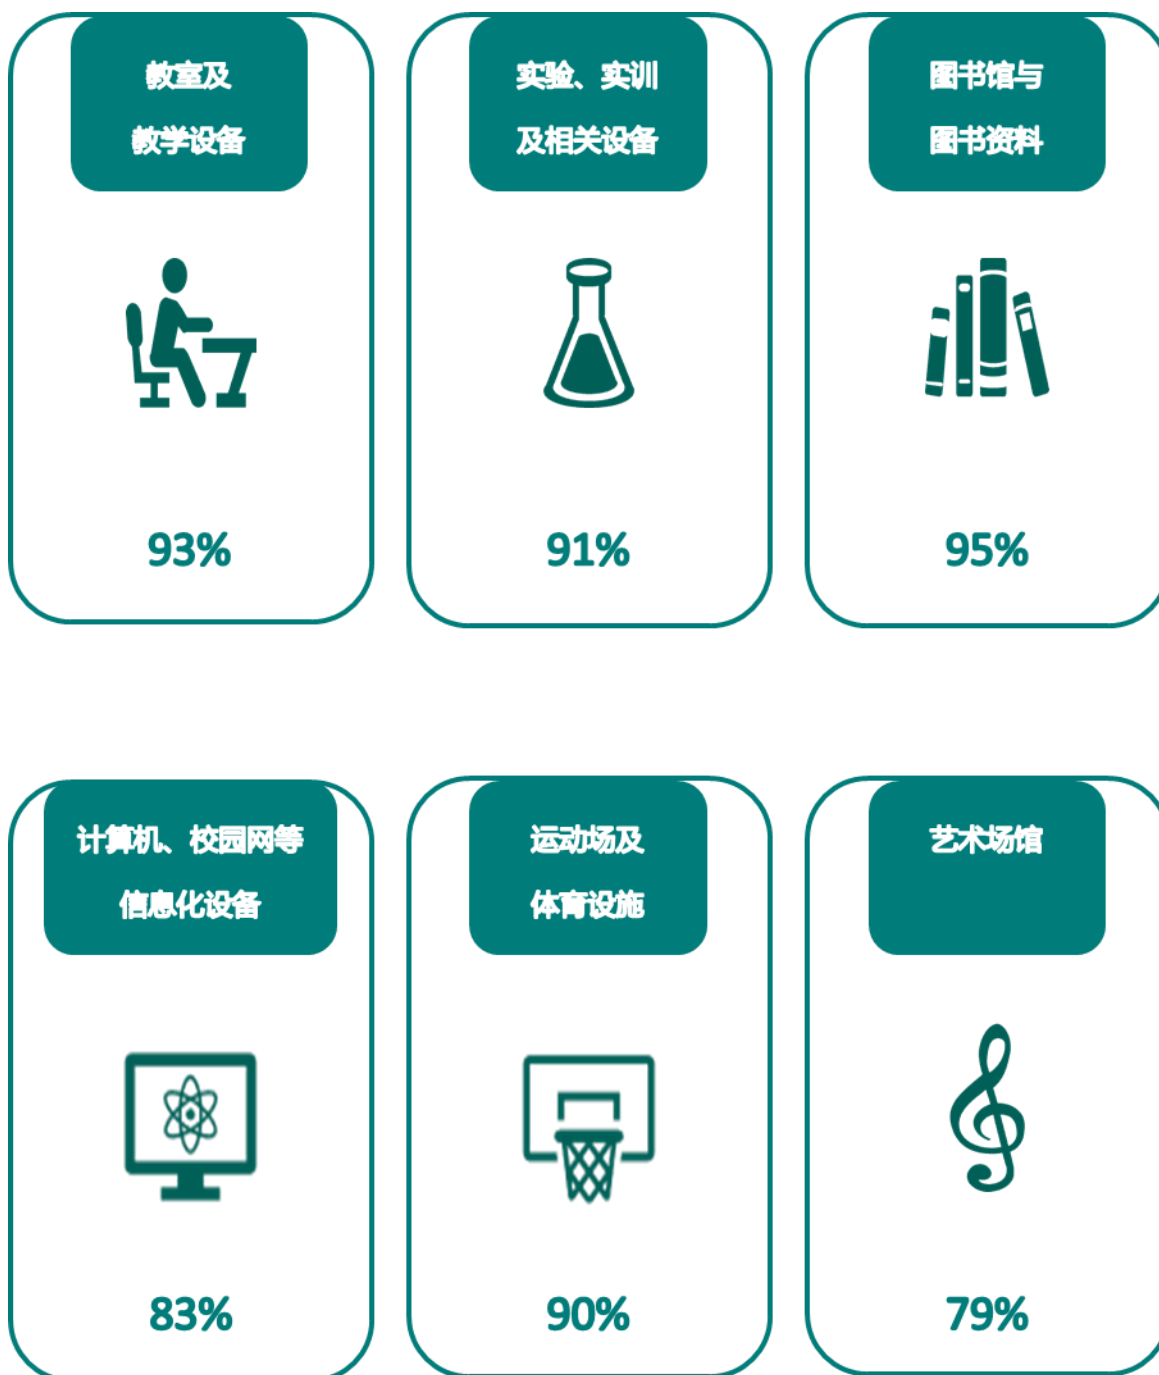 教室及
教学设备
93%
实验、实训
及相关设备
91%
图书馆与
图书资料
95%
计算机、校园网等
信息化设备
83%
运动场及
体育设施
90%
艺术场馆
79%